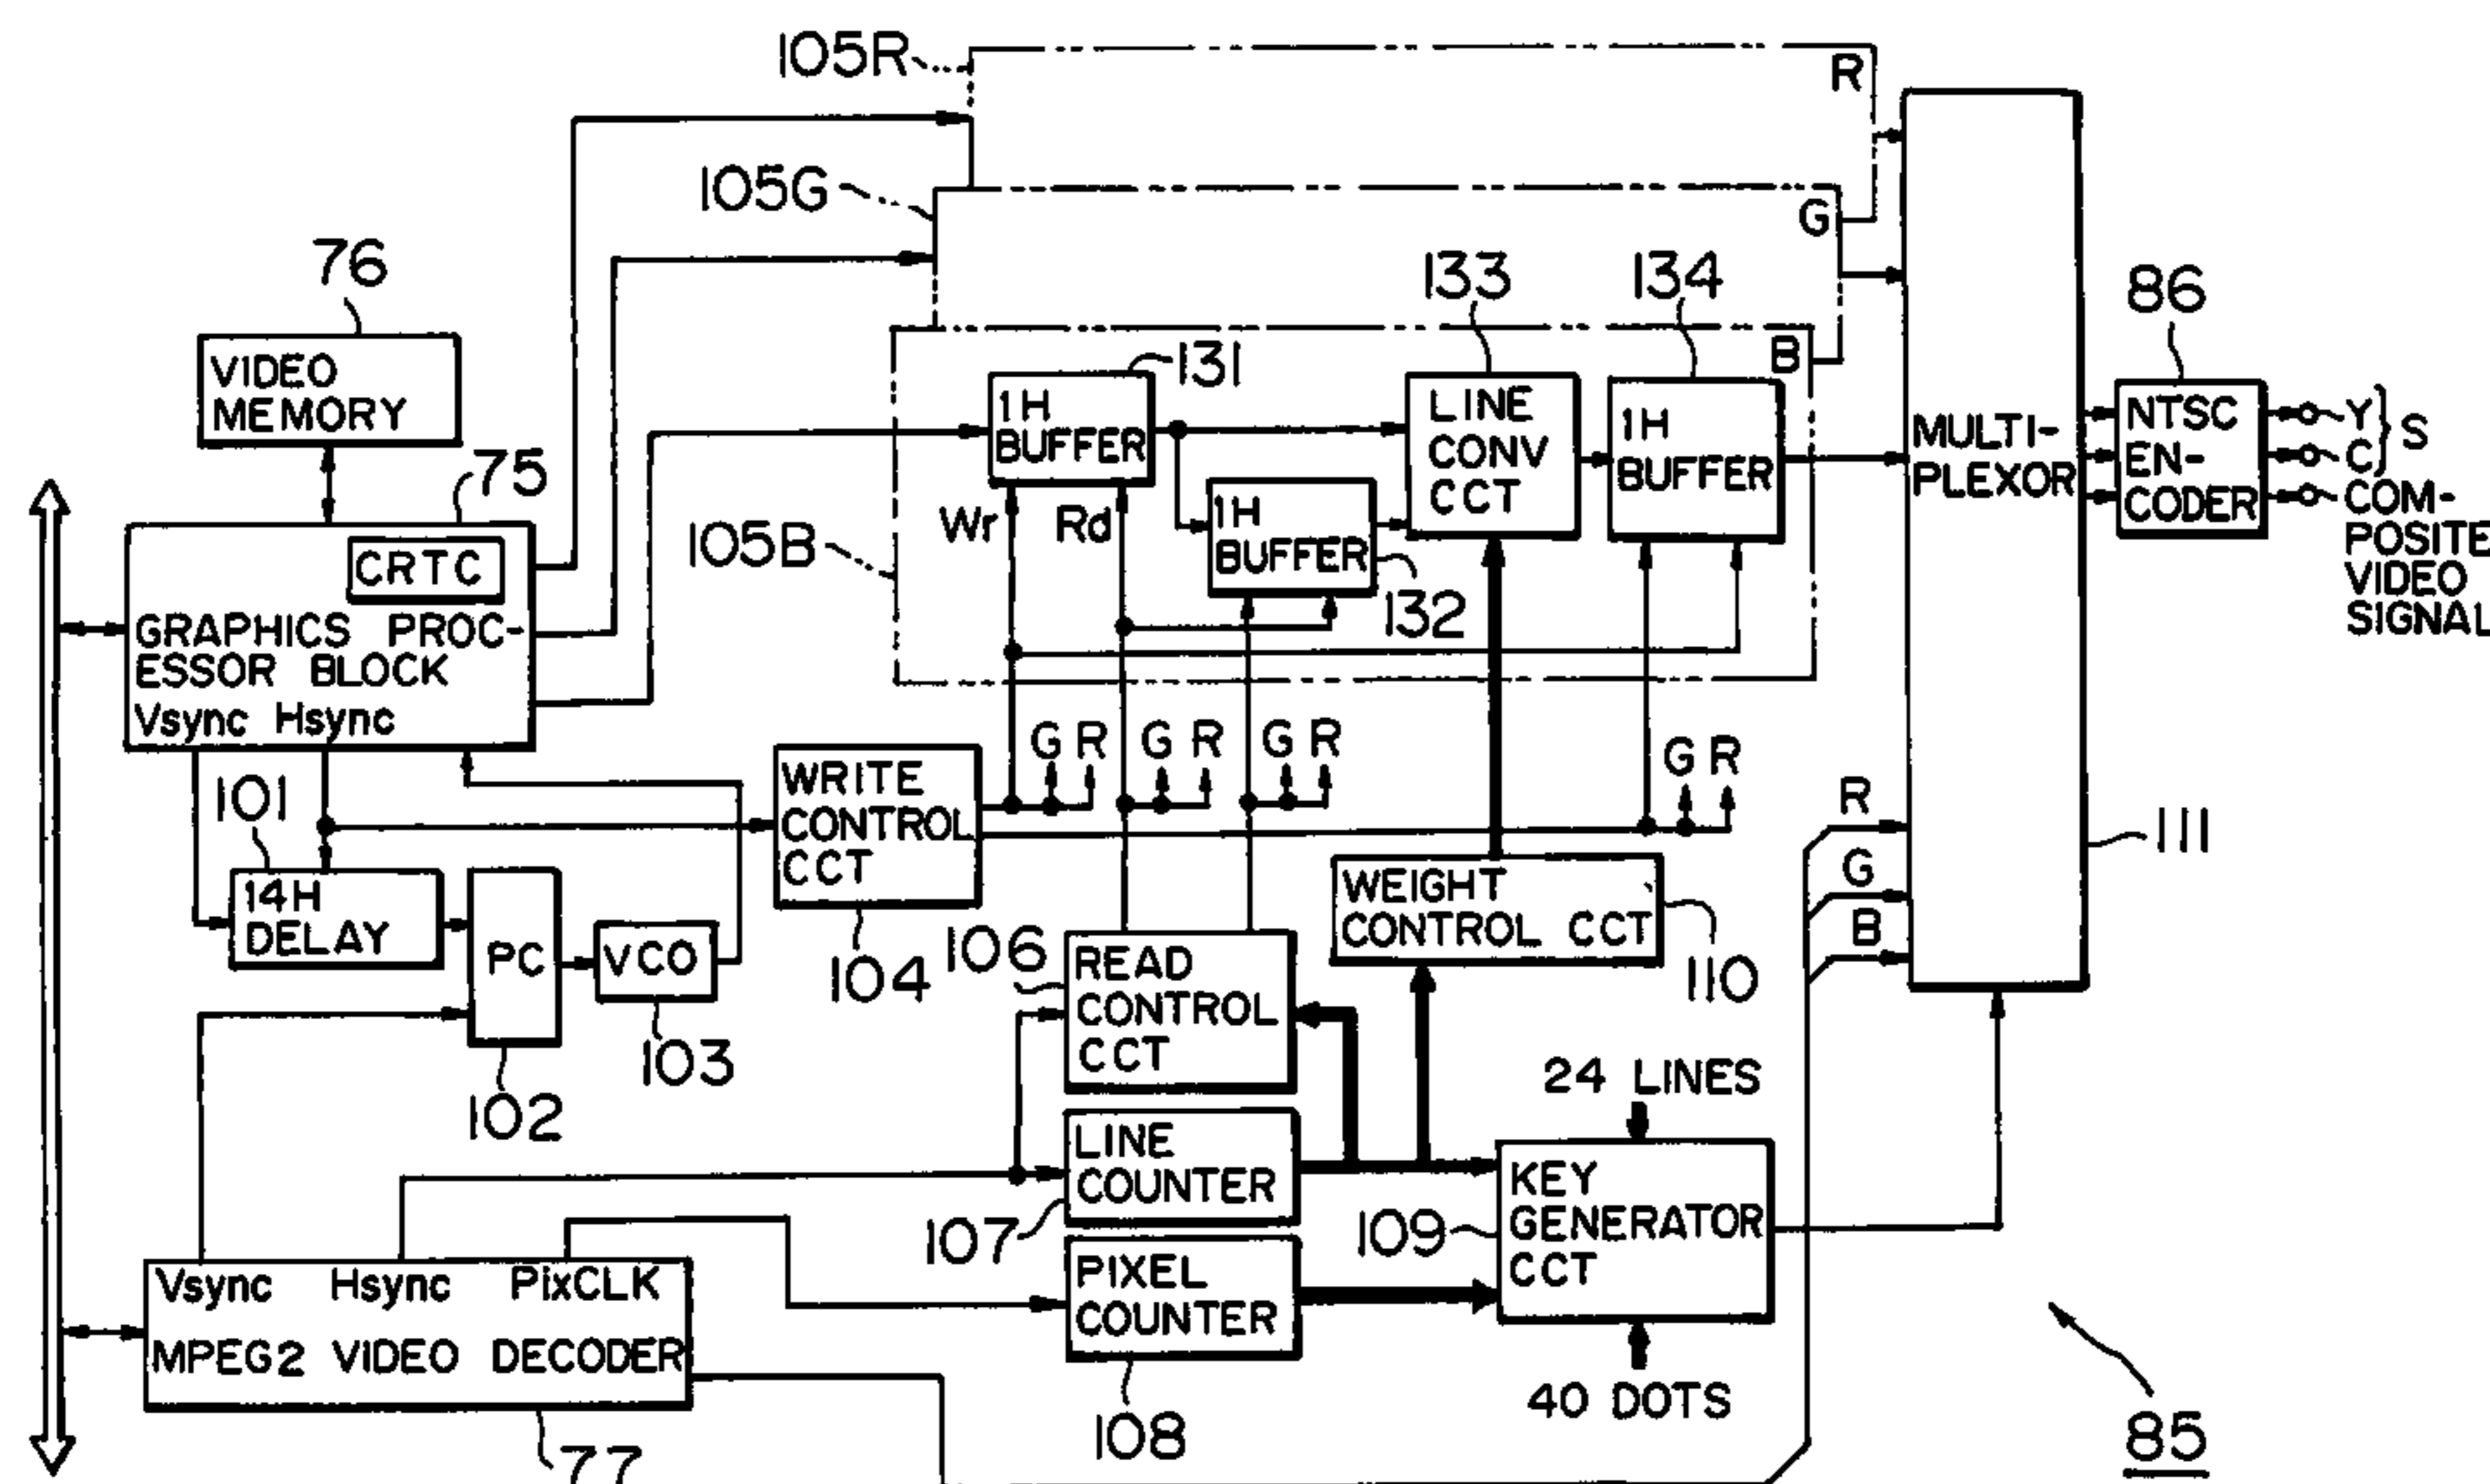 105R
R
105G
G
76
133
134
86
VIDEO
MEMORY
B
131
1H
BUFFER
LINE
CONV
CCT
1H
BUFFER
MULTI-
PLEXOR
NTSC
EN-
CODER
Y
C
} S
COM-
POSITE
VIDEO
SIGNAL
75
CRTC
GRAPHICS PROC-
ESSOR BLOCK
Vsync Hsync
105B
Wr
Rd
1H
BUFFER
132
G R
G R
G R
G R
101
14H
DELAY
PC
VCO
102
103
WRITE
CONTROL
CCT
104
106
READ
CONTROL
CCT
WEIGHT
CONTROL CCT
110
R
G
B
111
24 LINES
LINE
COUNTER
107
109
KEY
GENERATOR
CCT
PIXEL
COUNTER
108
40 DOTS
Vsync Hsync PixCLK
MPEG2 VIDEO DECODER
77
85